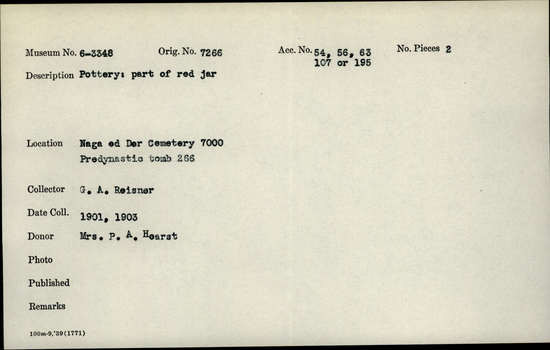 Museum No. 6-3348 Orig. No. 7266 Acc. No. 54, 56, 63 No. Pieces 2
107 or 195
Description Pottery: part of red jar
Location Naga ed Der Cemetery 7000
Predynastic tomb 266
Collector G. A. Reisner
Date Coll. 1901, 1903
Donor Mrs. P. A. Hearst
Photo
Published
Remarks
100m-9,'39(1771)